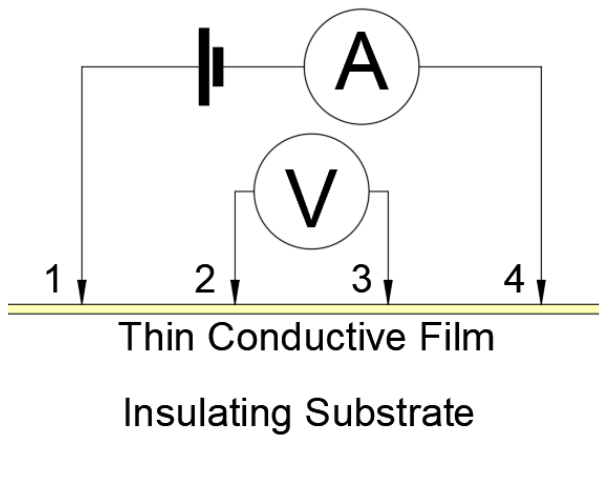 A
V
1 2 3 4
Thin Conductive Film
Insulating Substrate